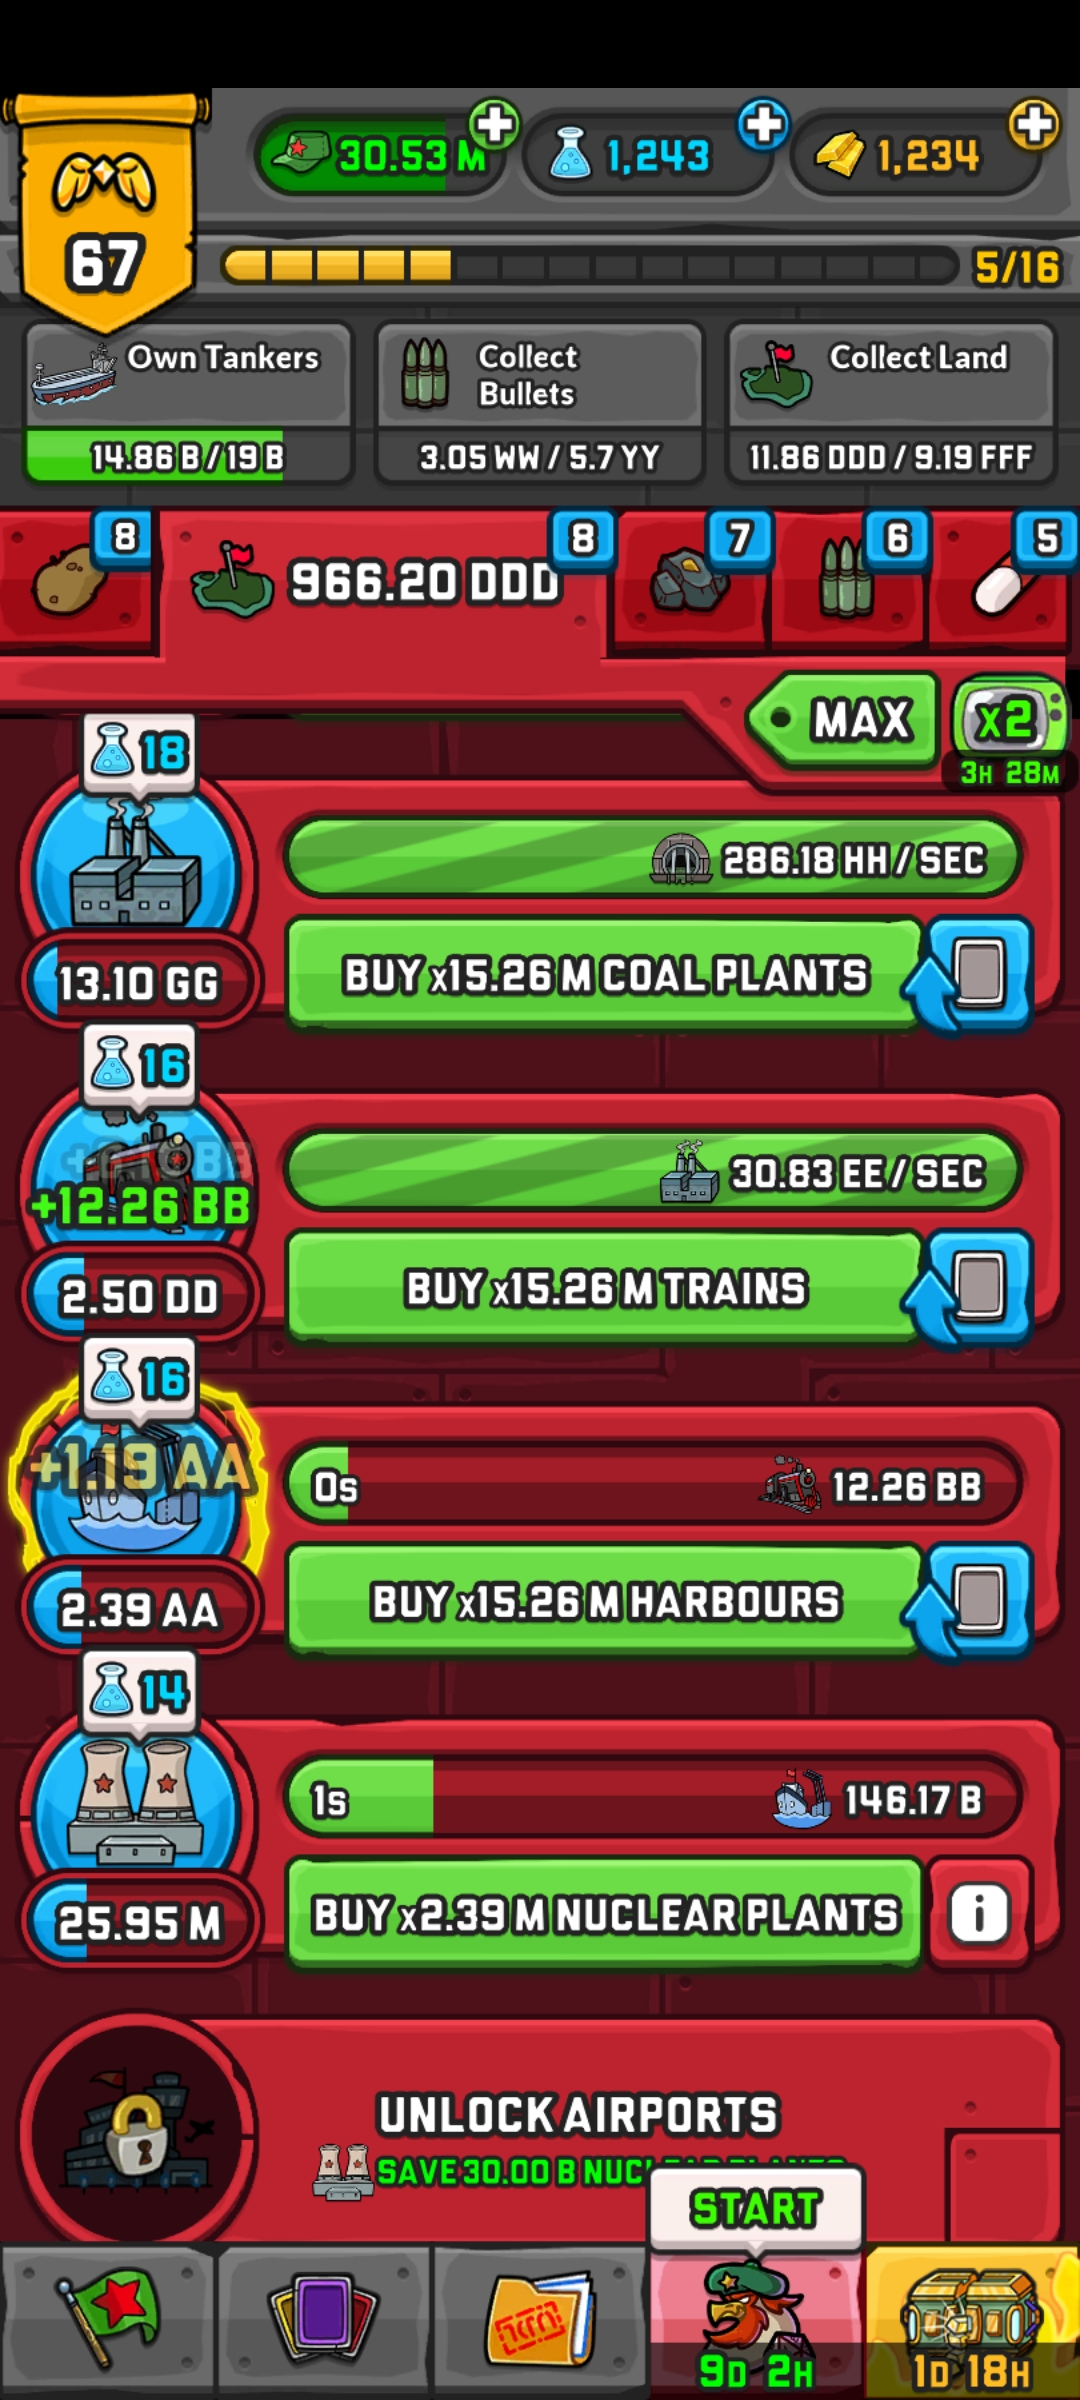 30.53 M
1,243
1,234
67
5/16
Own Tankers
14.86 B / 19 B
Collect
Bullets
3.05 WW / 5.7 YY
Collect Land
11.86 DDD / 9.19 FFF
8
966.20 DDD
8
7
6
5
MAX
x2
3H 28M
18
286.18 HH / SEC
13.10 GG
BUY x15.26 M COAL PLANTS
16
30.83 EE / SEC
+12.26 BB
2.50 DD
BUY x15.26 M TRAINS
16
+1.19 AA
0s
12.26 BB
2.39 AA
BUY x15.26 M HARBOURS
14
1s
146.17 B
25.95 M
BUY x2.39 M NUCLEAR PLANTS
i
UNLOCK AIRPORTS
SAVE 30.00 B
START
9D 2H
1D 18H